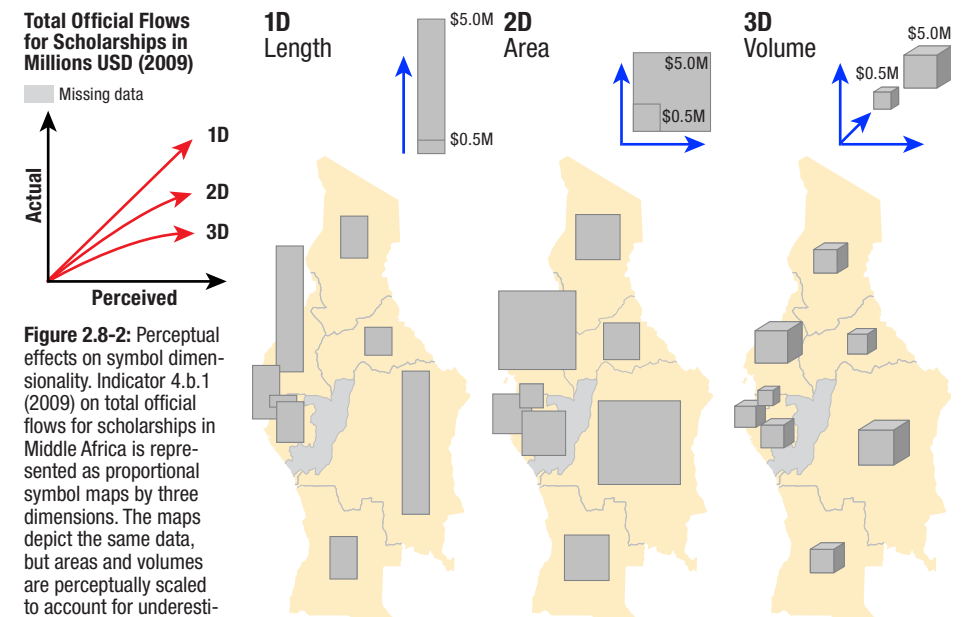 Total Official Flows
for Scholarships in
Millions USD (2009)
Missing data
Actual
1D
2D
3D
Perceived
Figure 2.8-2: Perceptual
effects on symbol dimen-
sionality. Indicator 4.b.1
(2009) on total official
flows for scholarships in
Middle Africa is repre-
sented as proportional
symbol maps by three
dimensions. The maps
depict the same data,
but areas and volumes
are perceptually scaled
to account for underesti-
1D
Length
$5.0M
$0.5M
2D
Area
$5.0M
$0.5M
3D
Volume
$5.0M
$0.5M